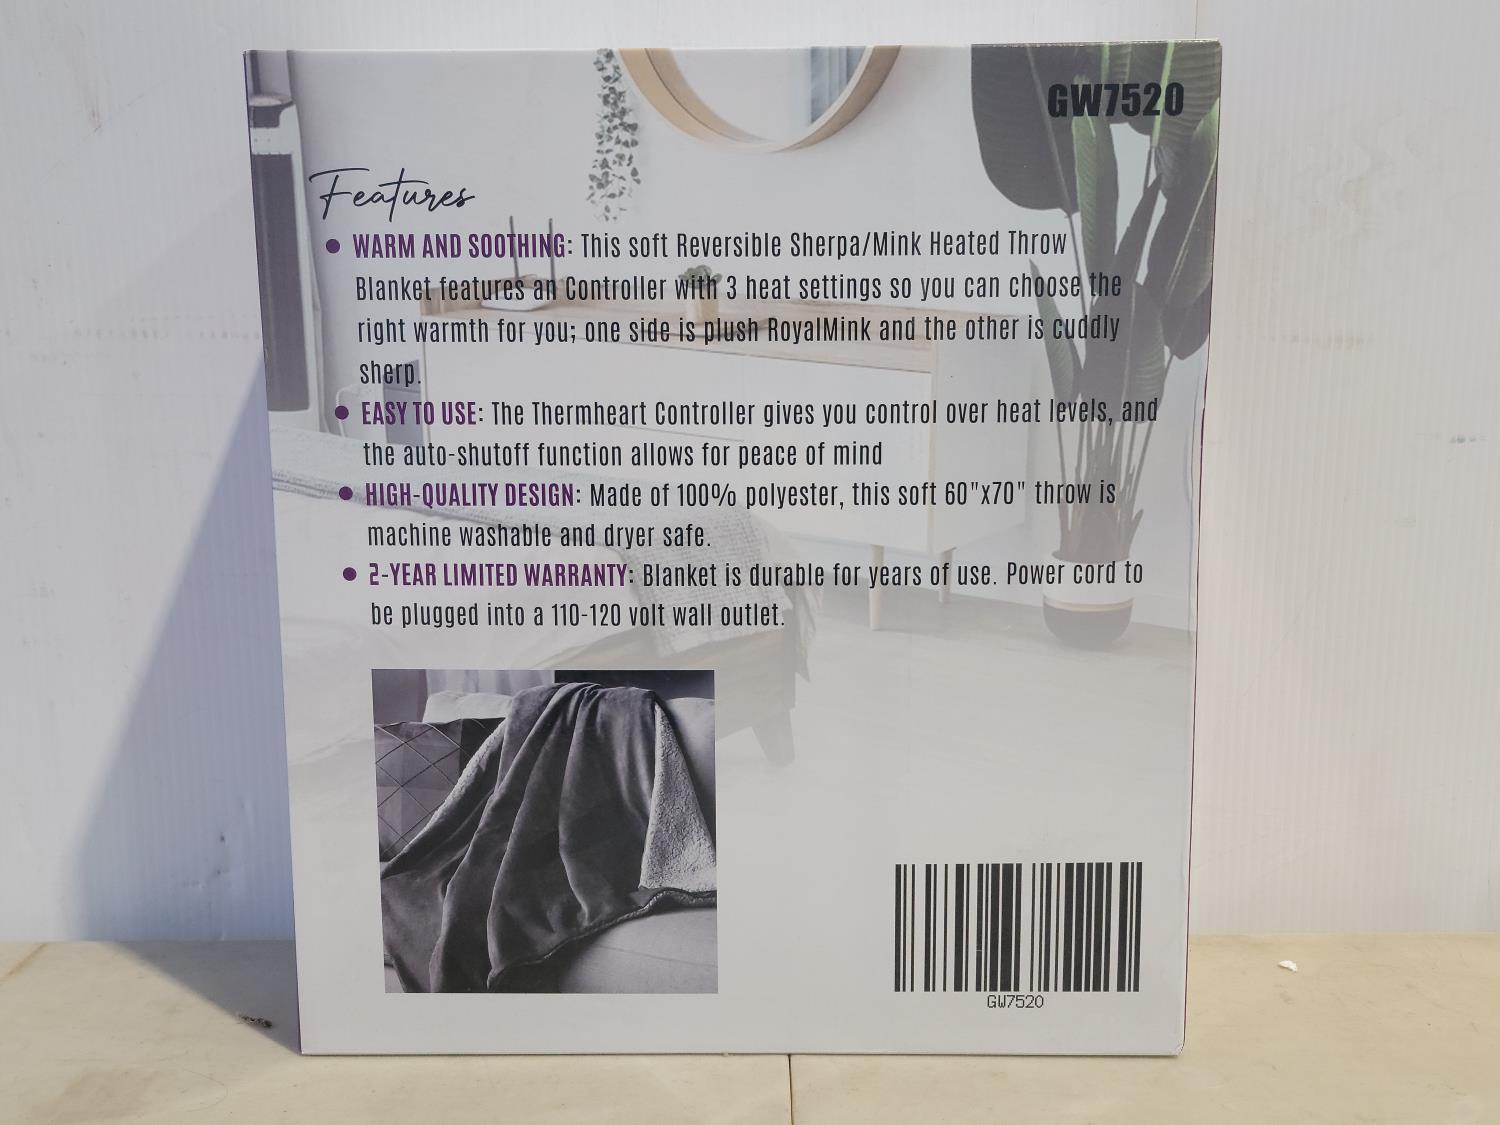 GW7520
Features
● WARM AND SOOTHING: This soft Reversible Sherpa/Mink Heated Throw
Blanket features an Controller with 3 heat settings so you can choose the
right warmth for you; one side is plush RoyalMink and the other is cuddly
sherp.
● EASY TO USE: The Thermheart Controller gives you control over heat levels, and
the auto-shutoff function allows for peace of mind
● HIGH-QUALITY DESIGN: Made of 100% polyester, this soft 60"x70" throw is
machine washable and dryer safe.
● 2-YEAR LIMITED WARRANTY: Blanket is durable for years of use. Power cord to
be plugged into a 110-120 volt wall outlet.
GW7520